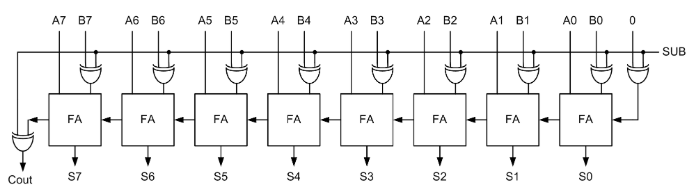 A7 B7 A6 B6 A5 B5 A4 B4 A3 B3 A2 B2 A1 B1 A0 B0 0
SUB
FA FA FA FA FA FA FA FA
Cout S7 S6 S5 S4 S3 S2 S1 S0